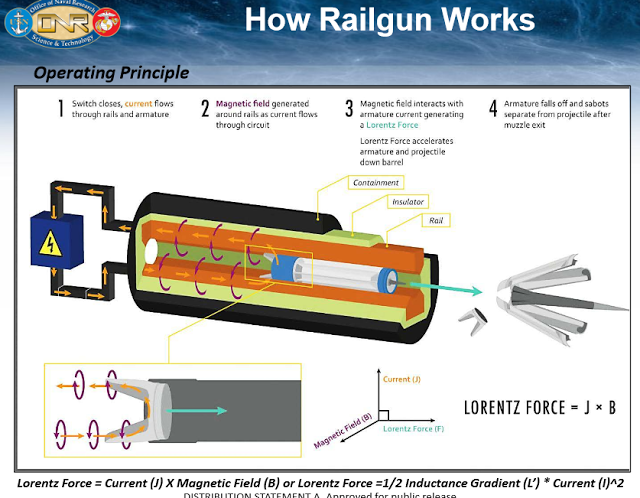 Office of Naval Research
ONR
Science & Technology
How Railgun Works
Operating Principle
1 Switch closes, current flows
through rails and armature
2 Magnetic field generated
around rails as current flows
through circuit
3 Magnetic field interacts with
armature current generating
a Lorentz Force
Lorentz Force accelerates
armature and projectile
down barrel
4 Armature falls off and sabots
separate from projectile after
muzzle exit
Containment
Insulator
Rail
Current (J)
Magnetic Field (B)
Lorentz Force (F)
LORENTZ FORCE = J × B
Lorentz Force = Current (J) X Magnetic Field (B) or Lorentz Force =1/2 Inductance Gradient (L') * Current (I)^2
DISTRIBUTION STATEMENT A. Approved for public release